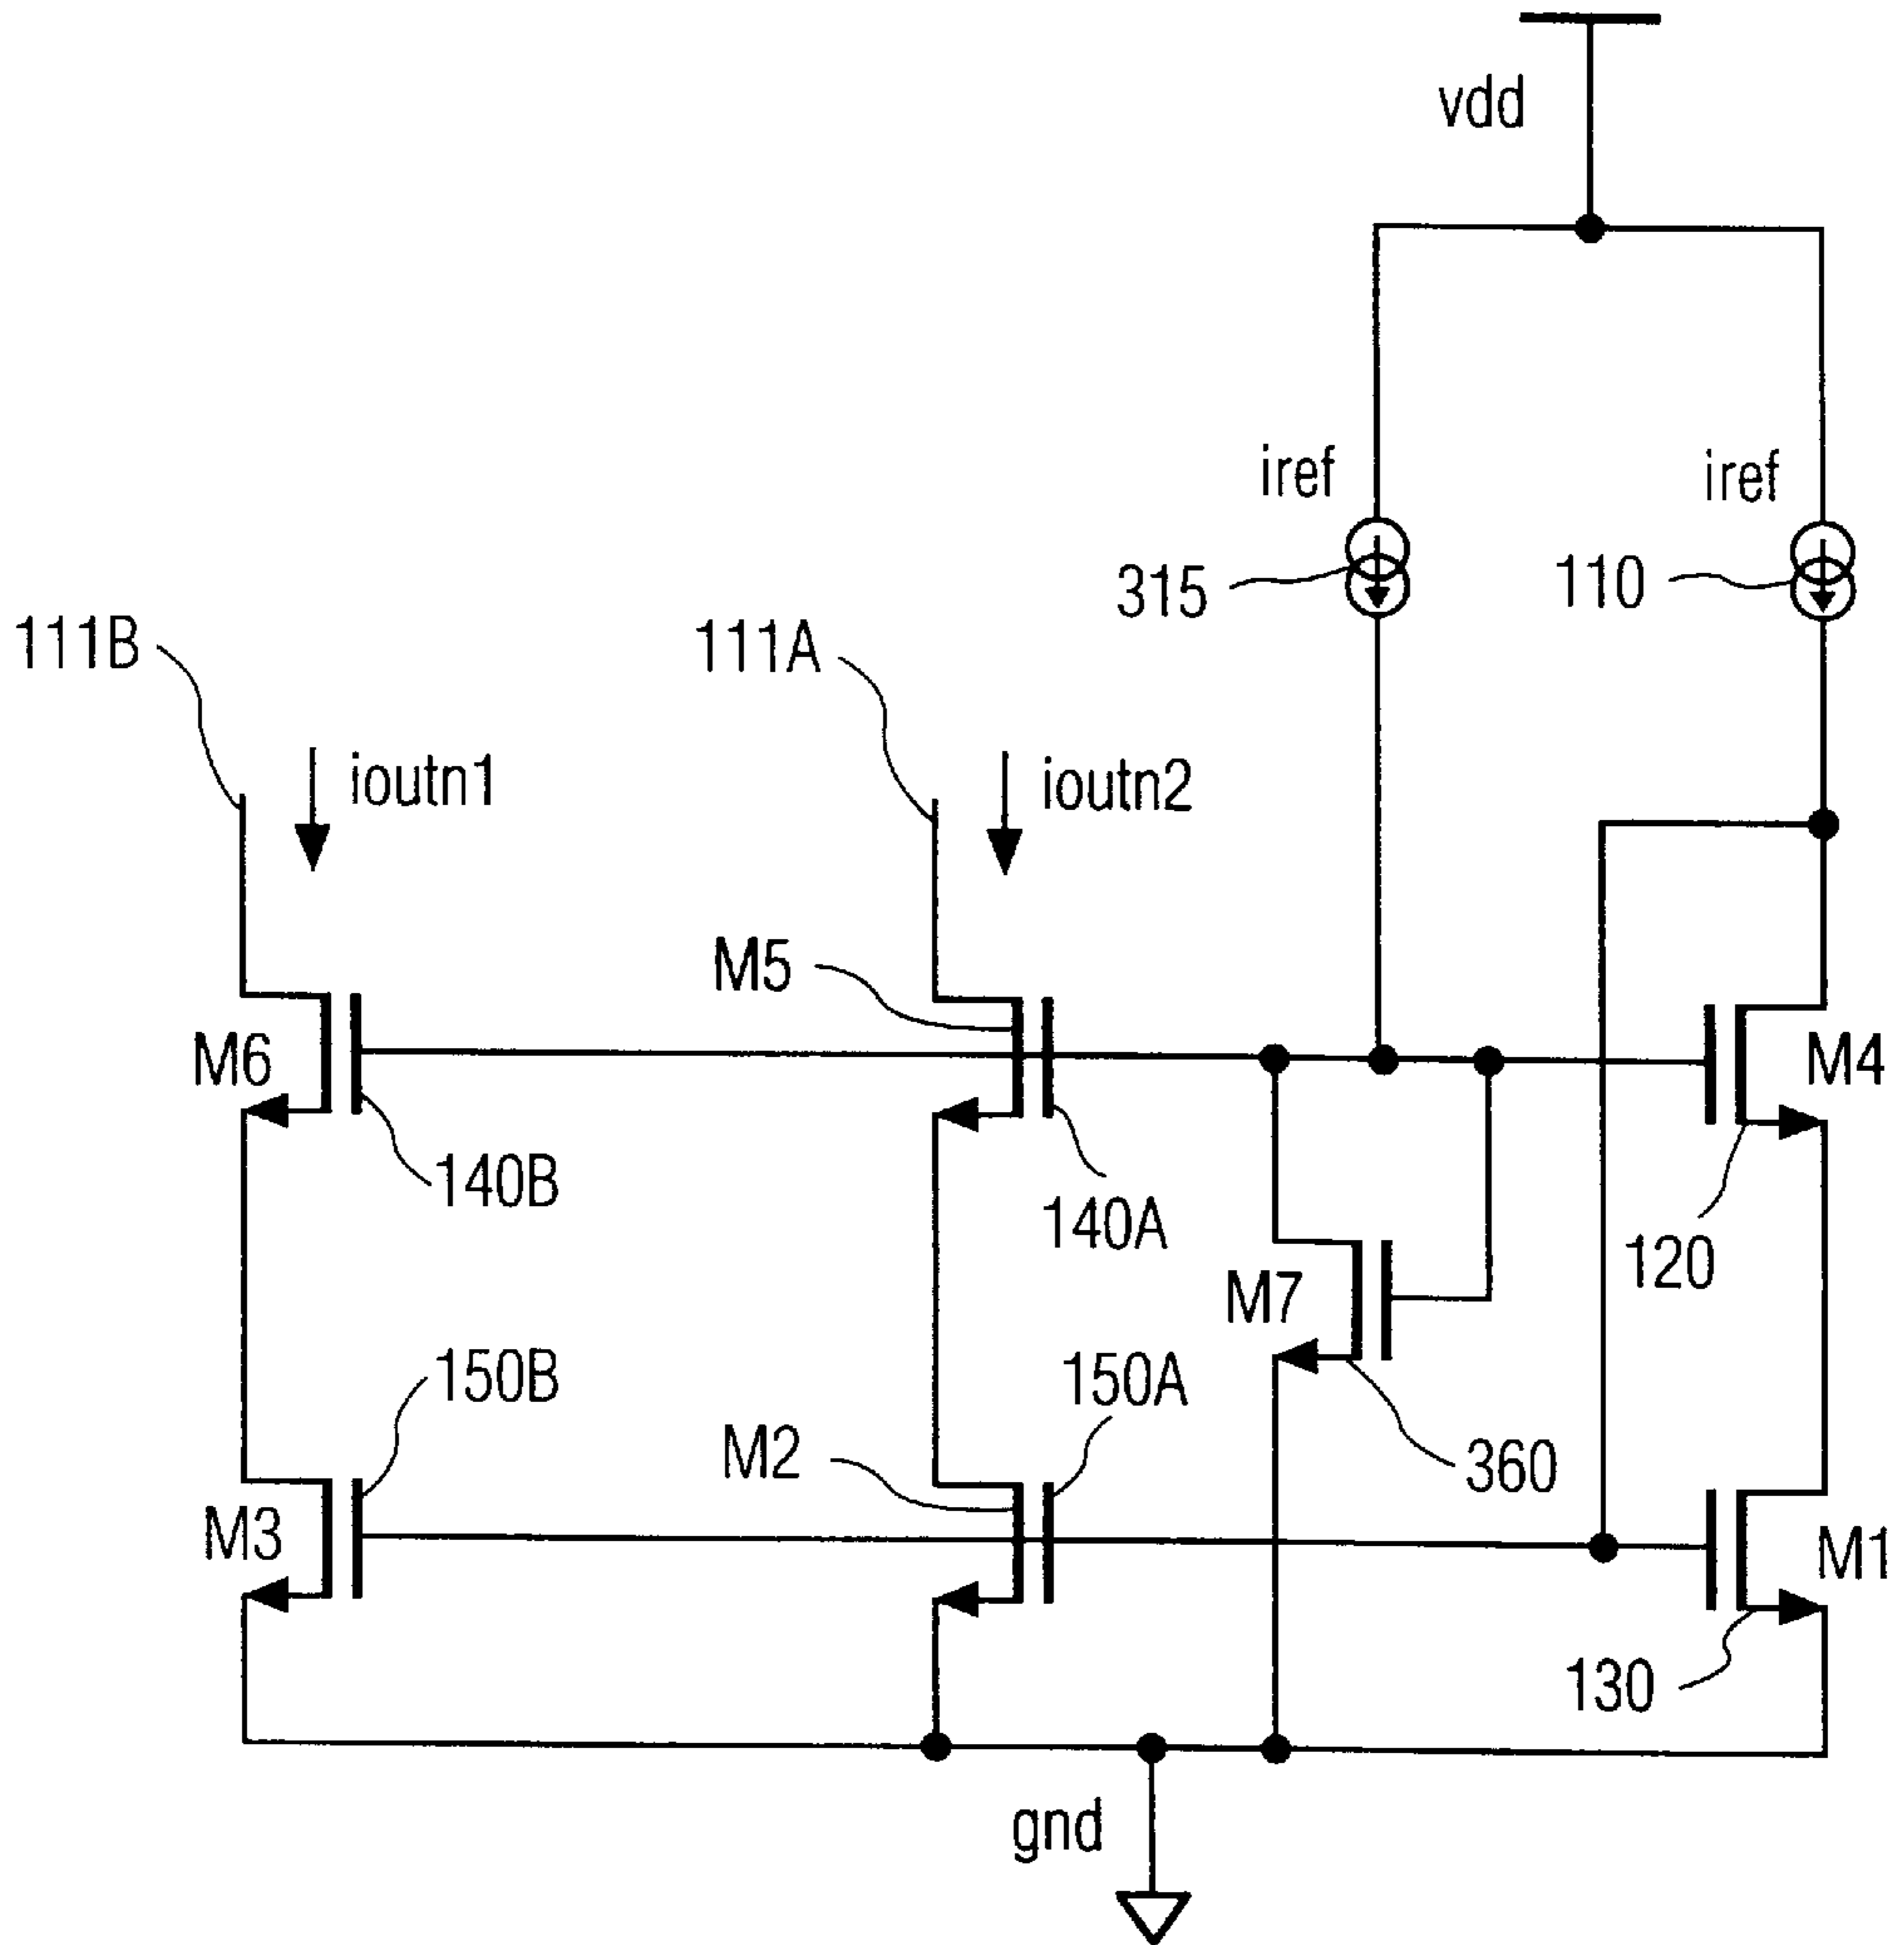 vdd
iref
iref
315
110
111B
111A
ioutn1
ioutn2
M5
M6
M4
140B
140A
120
M7
150B
150A
M2
360
M3
M1
130
gnd